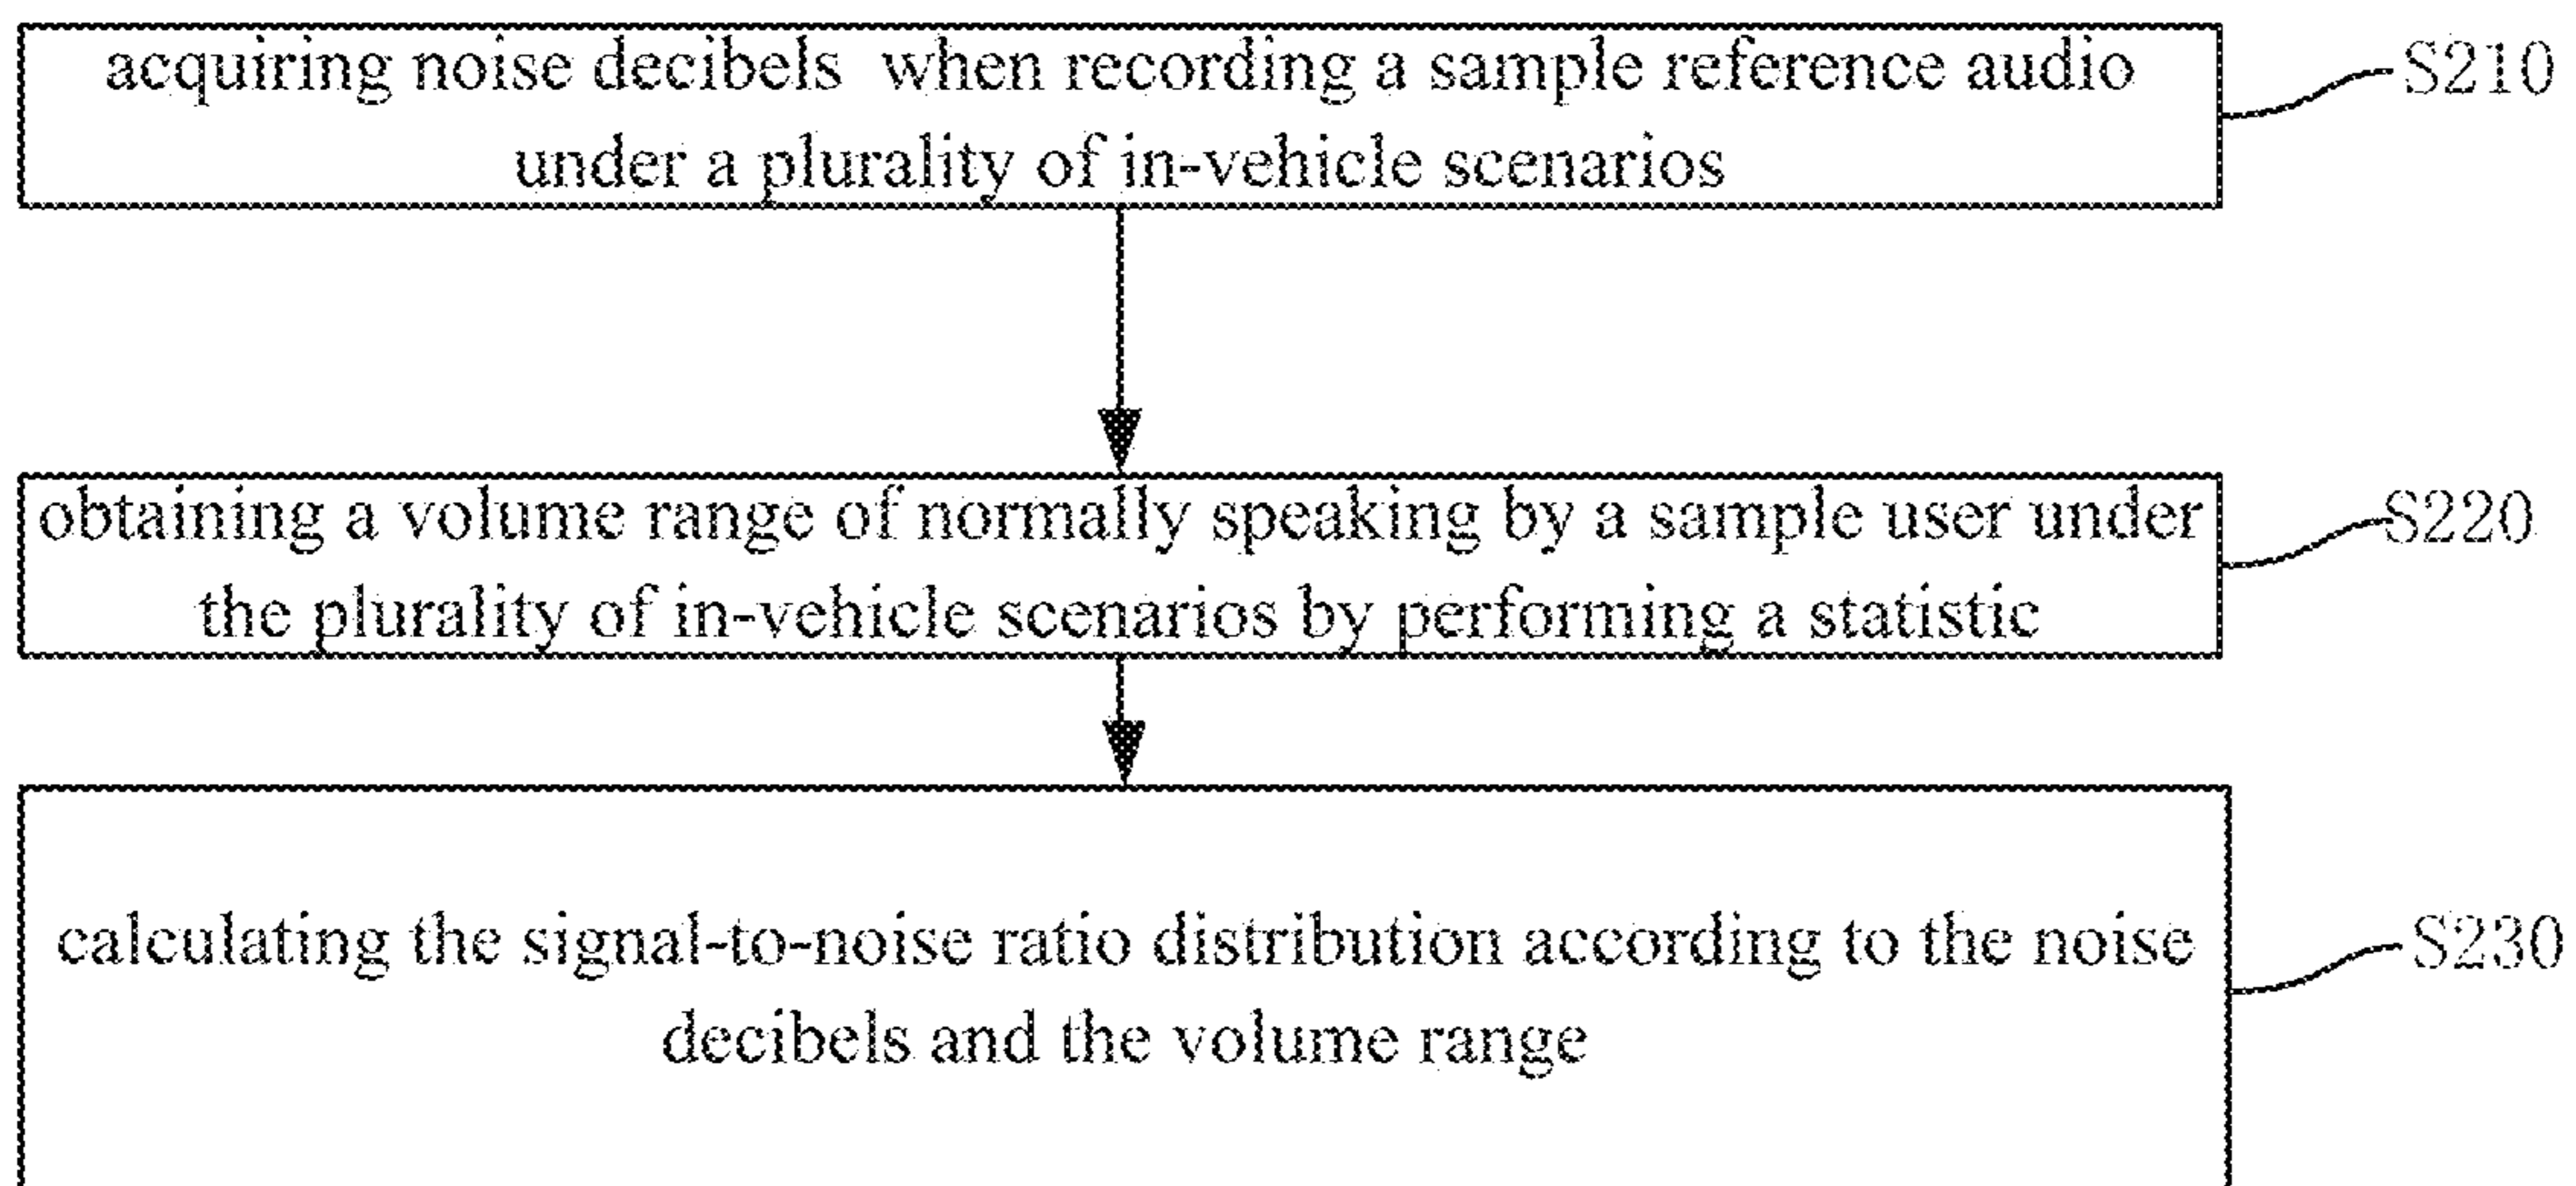 acquiring noise decibels when recording a sample reference audio
under a plurality of in-vehicle scenarios
S210
obtaining a volume range of normally speaking by a sample user under
the plurality of in-vehicle scenarios by performing a statistic
S220
calculating the signal-to-noise ratio distribution according to the noise
decibels and the volume range
S230